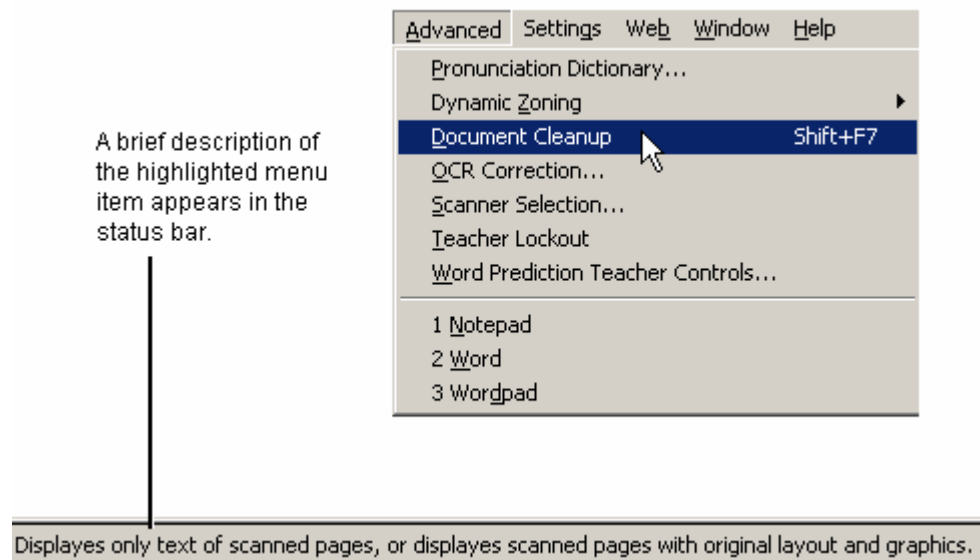 Advanced Settings Web Window Help
Pronunciation Dictionary...
Dynamic Zoning
Document Cleanup Shift+F7
OCR Correction...
Scanner Selection...
Teacher Lockout
Word Prediction Teacher Controls...
1 Notepad
2 Word
3 Wordpad
A brief description of
the highlighted menu
item appears in the
status bar.
Displayes only text of scanned pages, or displayes scanned pages with original layout and graphics.